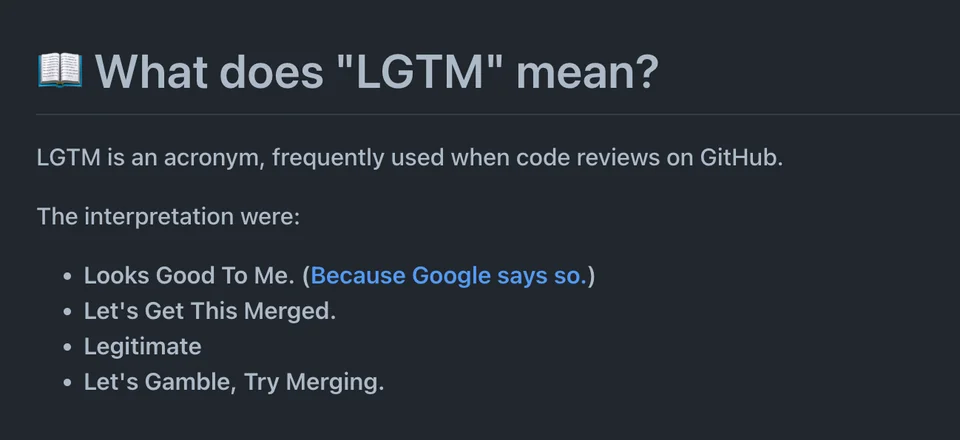 📖 What does "LGTM" mean?
LGTM is an acronym, frequently used when code reviews on GitHub.
The interpretation were:
• Looks Good To Me. (Because Google says so.)
• Let's Get This Merged.
• Legitimate
• Let's Gamble, Try Merging.